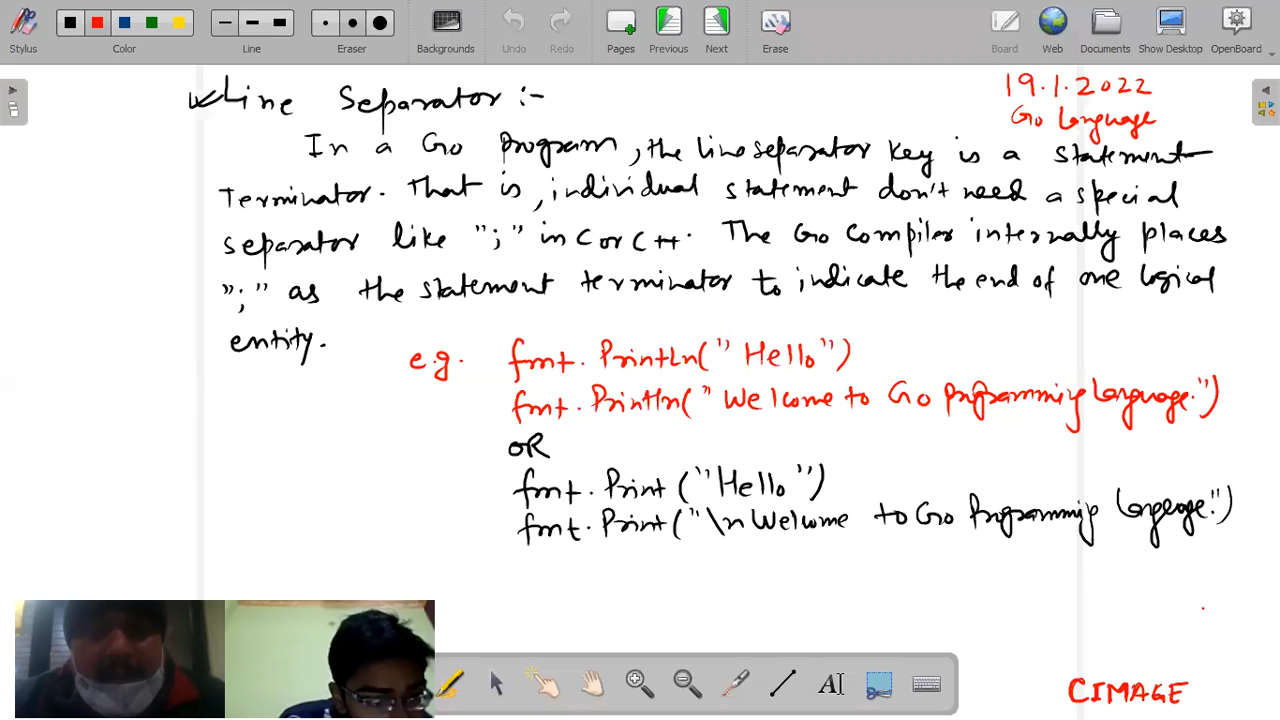 Stylus
Color
Line
Eraser
Backgrounds
Undo
Redo
Pages
Previous
Next
Erase
Board
Web
Documents
Show Desktop
OpenBoard
19.1.2022
Go Language
Line Separator :-
In a Go Program, the line separator key is a statement
Terminator. That is, individual statement don't need a special
separator like ";" in C or C++. The Go Compiler internally places
";" as the statement terminator to indicate the end of one logical
entity.
e.g. fmt.Println("Hello")
fmt.Println("Welcome to Go Programming Language.")
OR
fmt.Print("Hello")
fmt.Print("\nWelcome to Go Programming Language.")
CIMAGE